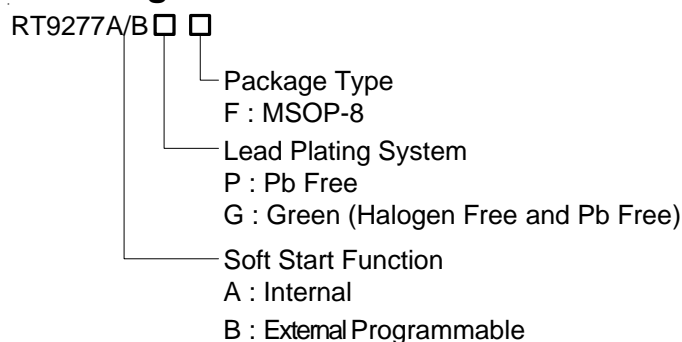 RT9277A/B□ □
Package Type
F : MSOP-8
Lead Plating System
P : Pb Free
G : Green (Halogen Free and Pb Free)
Soft Start Function
A : Internal
B : External Programmable